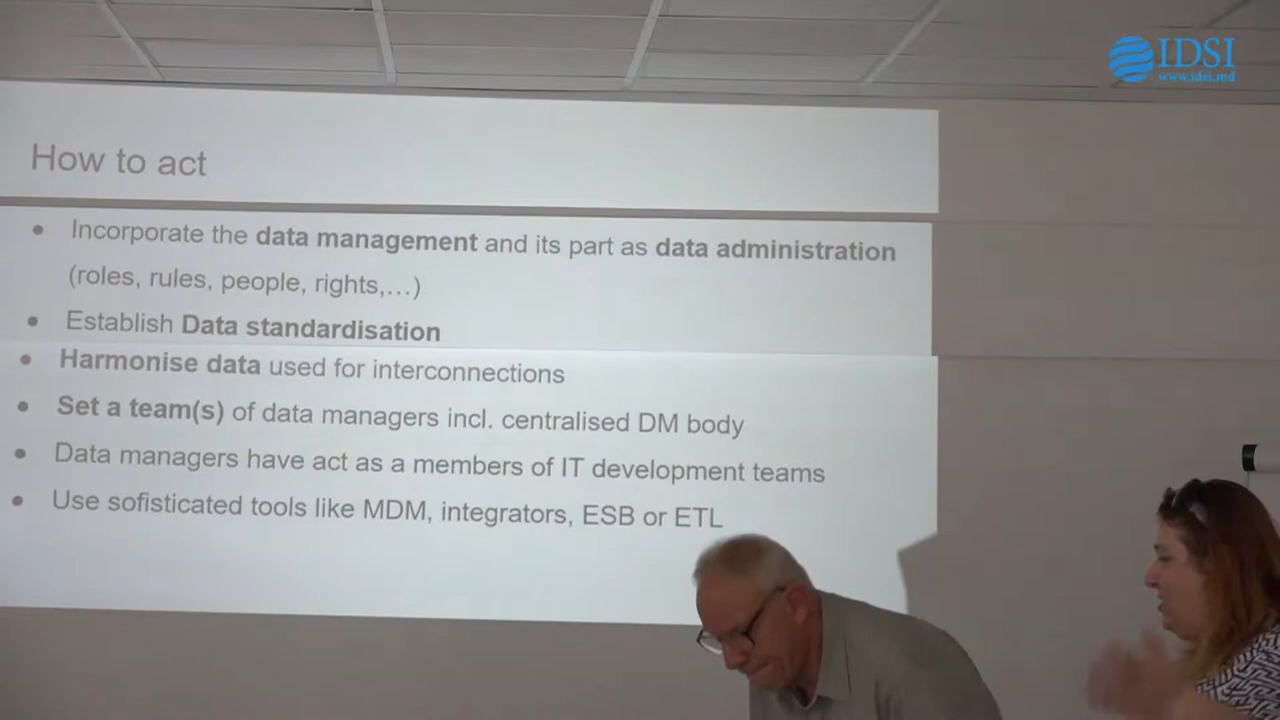 IDSI
www.idsi.md
How to act
● Incorporate the data management and its part as data administration
(roles, rules, people, rights,…)
● Establish Data standardisation
● Harmonise data used for interconnections
● Set a team(s) of data managers incl. centralised DM body
● Data managers have act as a members of IT development teams
● Use sofisticated tools like MDM, integrators, ESB or ETL